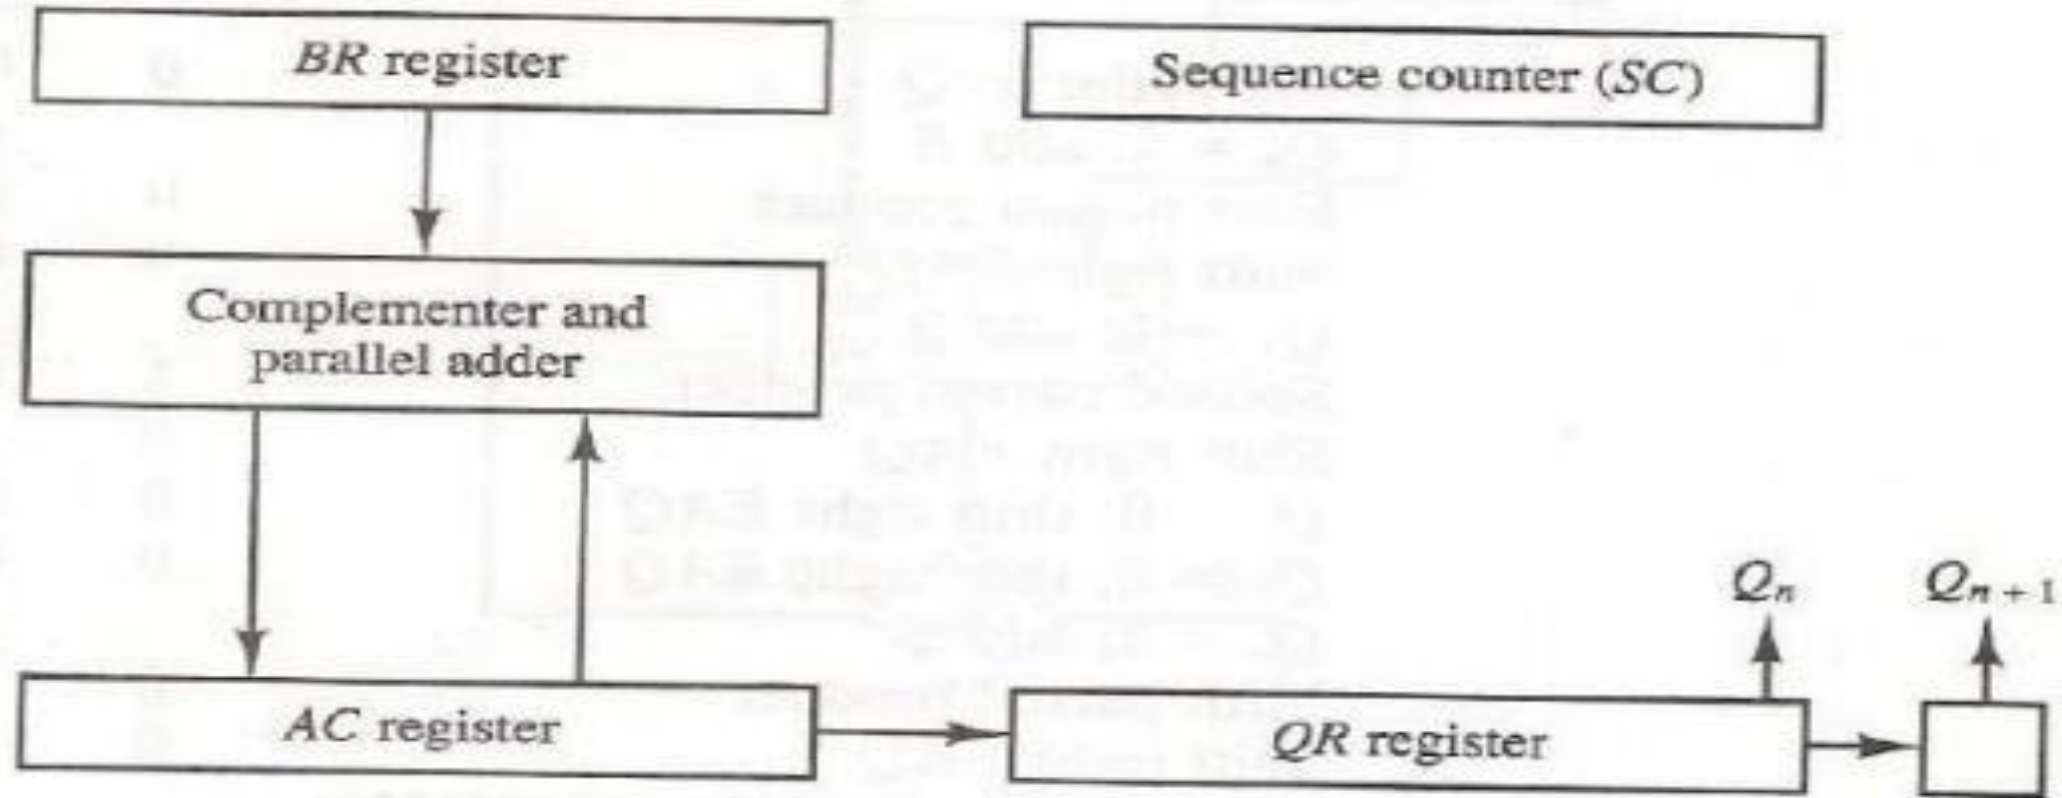 BR register
Sequence counter (SC)
Complementer and
parallel adder
Qn
Qn + 1
AC register
QR register